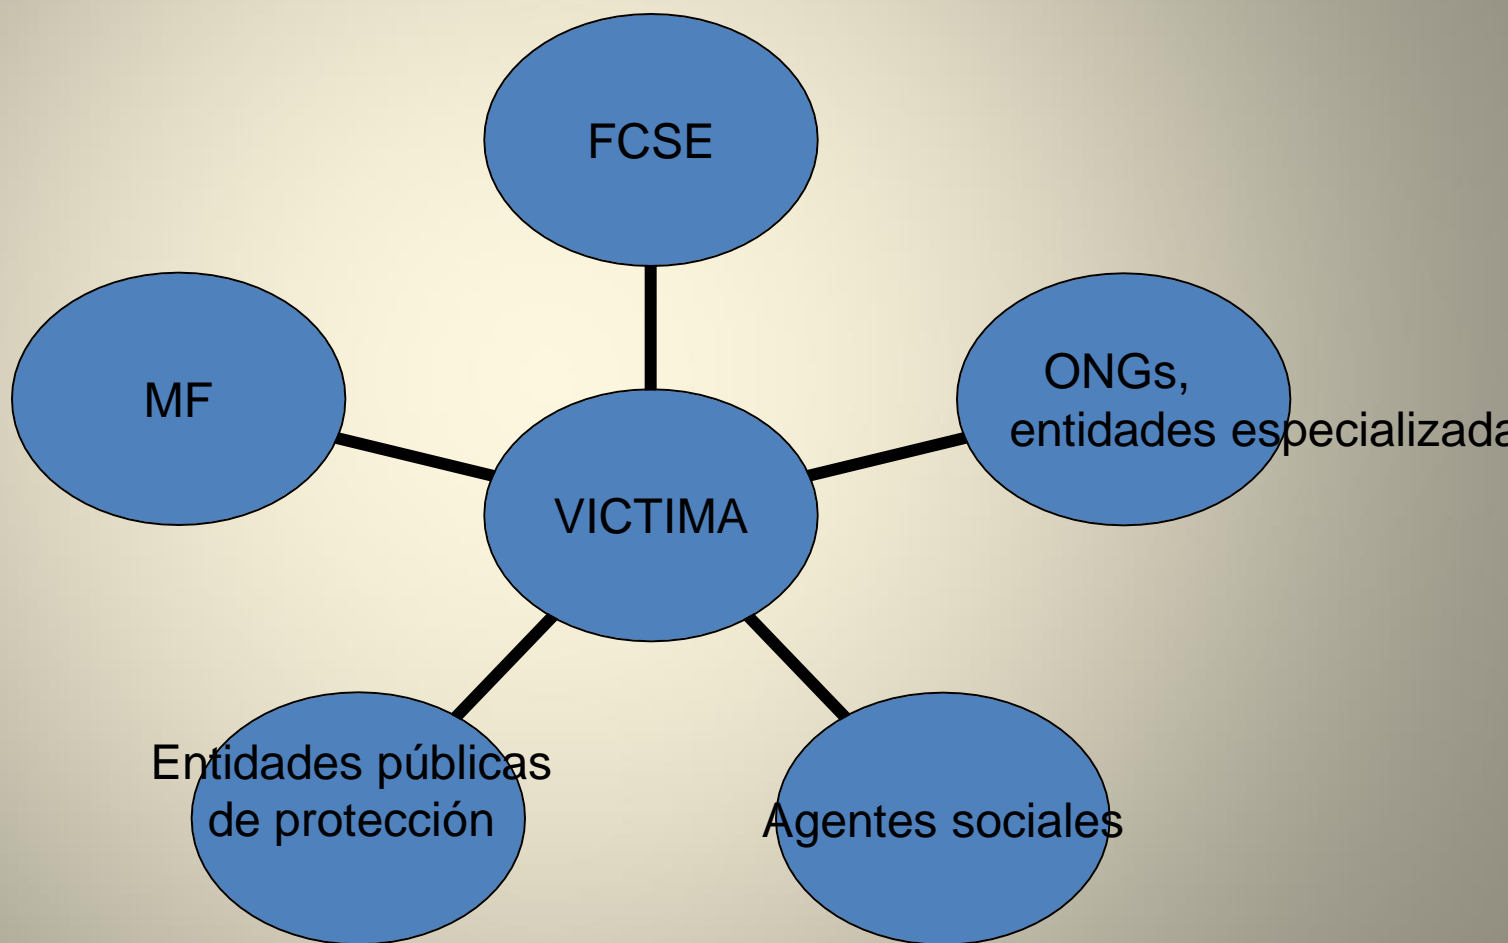 FCSE
MF
ONGs,
entidades especializada
VICTIMA
Entidades públicas
de protección
Agentes sociales